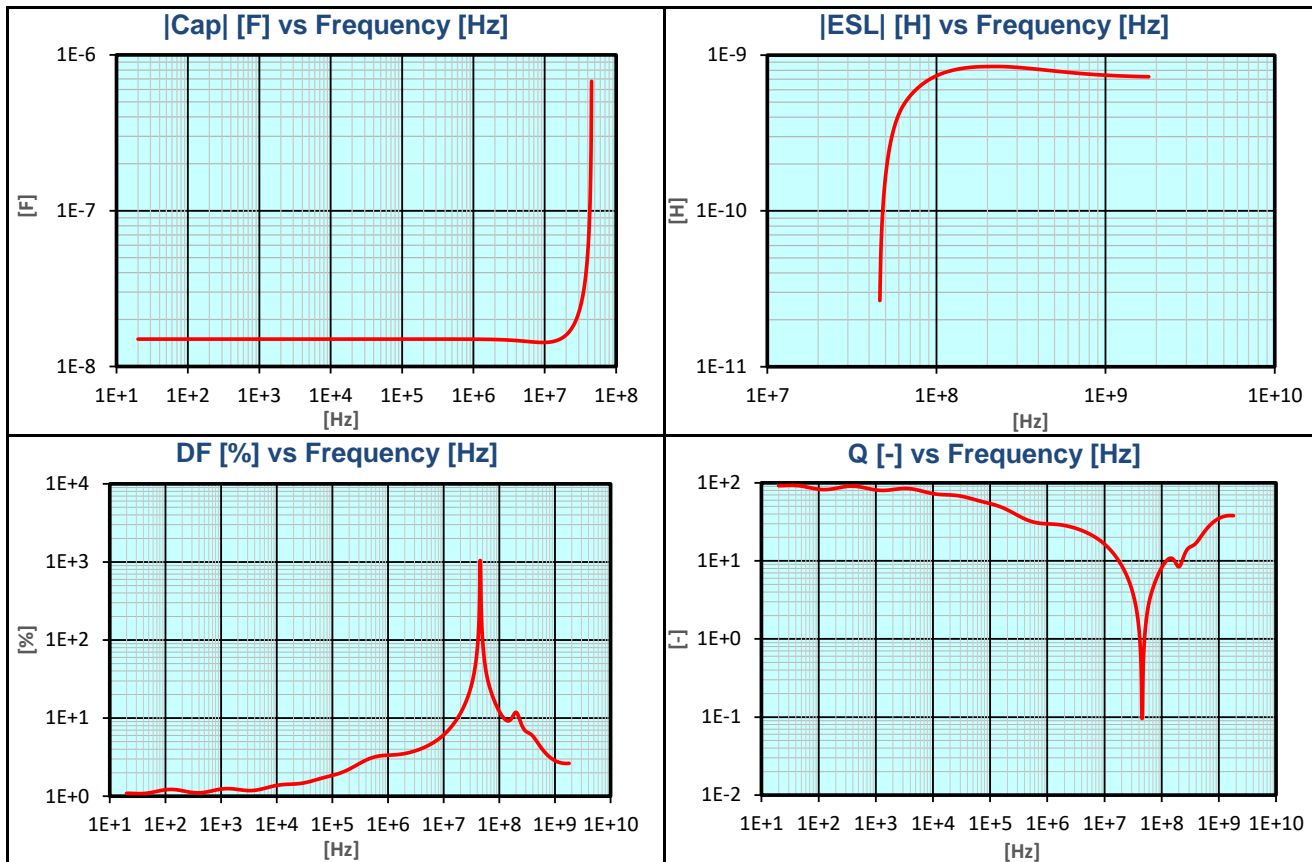 |Cap| [F] vs Frequency [Hz]
1E-6
1E-7
1E-8
[F]
1E+1 1E+2 1E+3 1E+4 1E+5 1E+6 1E+7 1E+8
[Hz]
|ESL| [H] vs Frequency [Hz]
1E-9
1E-10
1E-11
[H]
1E+7 1E+8 1E+9 1E+10
[Hz]
DF [%] vs Frequency [Hz]
1E+4
1E+3
1E+2
1E+1
1E+0
[%]
1E+1 1E+2 1E+3 1E+4 1E+5 1E+6 1E+7 1E+8 1E+9 1E+10
[Hz]
Q [-] vs Frequency [Hz]
1E+2
1E+1
1E+0
1E-1
1E-2
[-]
1E+1 1E+2 1E+3 1E+4 1E+5 1E+6 1E+7 1E+8 1E+9 1E+10
[Hz]